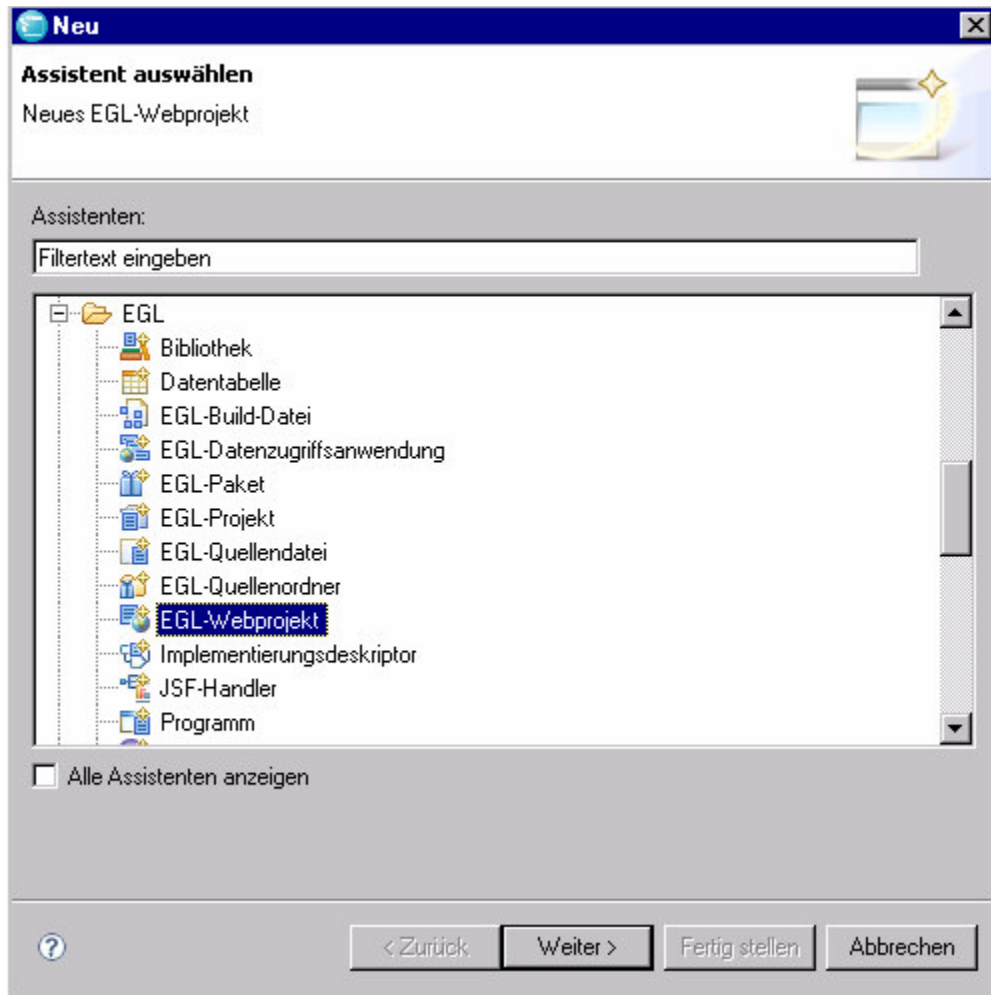 Neu
Assistent auswählen
Neues EGL-Webprojekt
Assistenten:
Filtertext eingeben
EGL
Bibliothek
Datentabelle
EGL-Build-Datei
EGL-Datenzugriffsanwendung
EGL-Paket
EGL-Projekt
EGL-Quellendatei
EGL-Quellenordner
EGL-Webprojekt
Implementierungsdeskriptor
JSF-Handler
Programm
Alle Assistenten anzeigen
? < Zurück Weiter > Fertig stellen Abbrechen